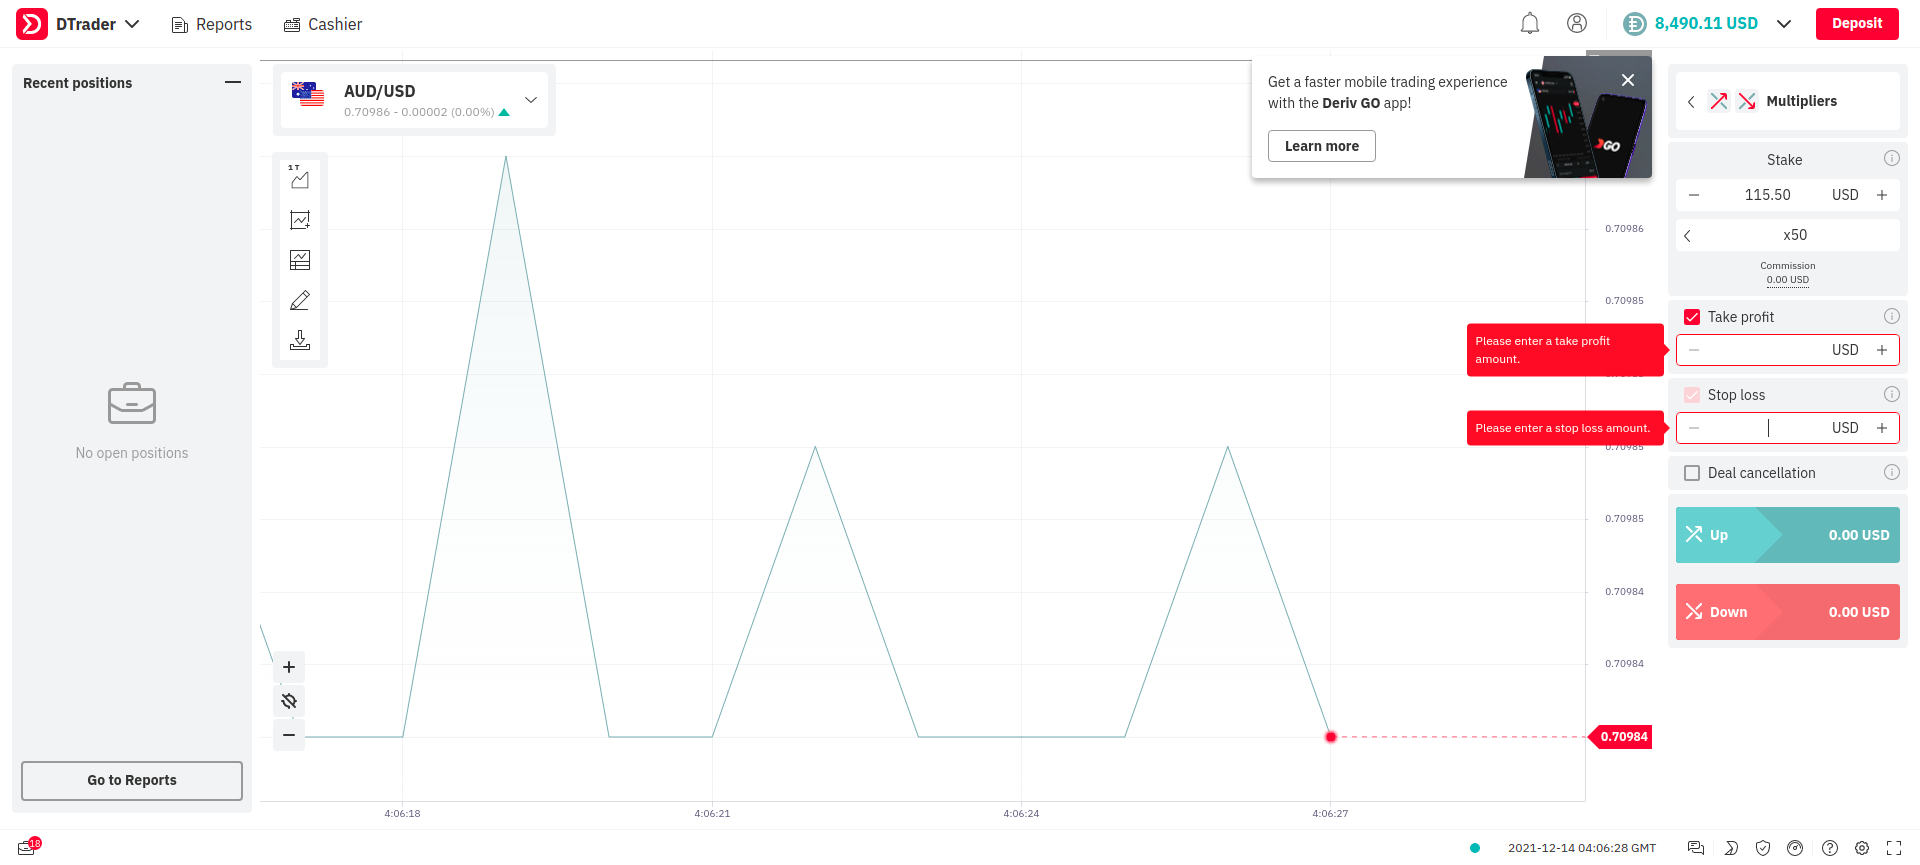 DTrader
Reports
Cashier
8,490.11 USD
Deposit
Recent positions
No open positions
Go to Reports
AUD/USD
0.70986 - 0.00002 (0.00%)
1 T
Get a faster mobile trading experience
with the Deriv GO app!
Learn more
GO
0.70986
0.70985
0.70985
0.70985
0.70984
0.70984
0.70984
4:06:18
4:06:21
4:06:24
4:06:27
Multipliers
Stake
115.50 USD
x50
Commission
0.00 USD
Take profit
USD
Please enter a take profit
amount.
Stop loss
USD
Please enter a stop loss amount.
Deal cancellation
Up 0.00 USD
Down 0.00 USD
18
2021-12-14 04:06:28 GMT